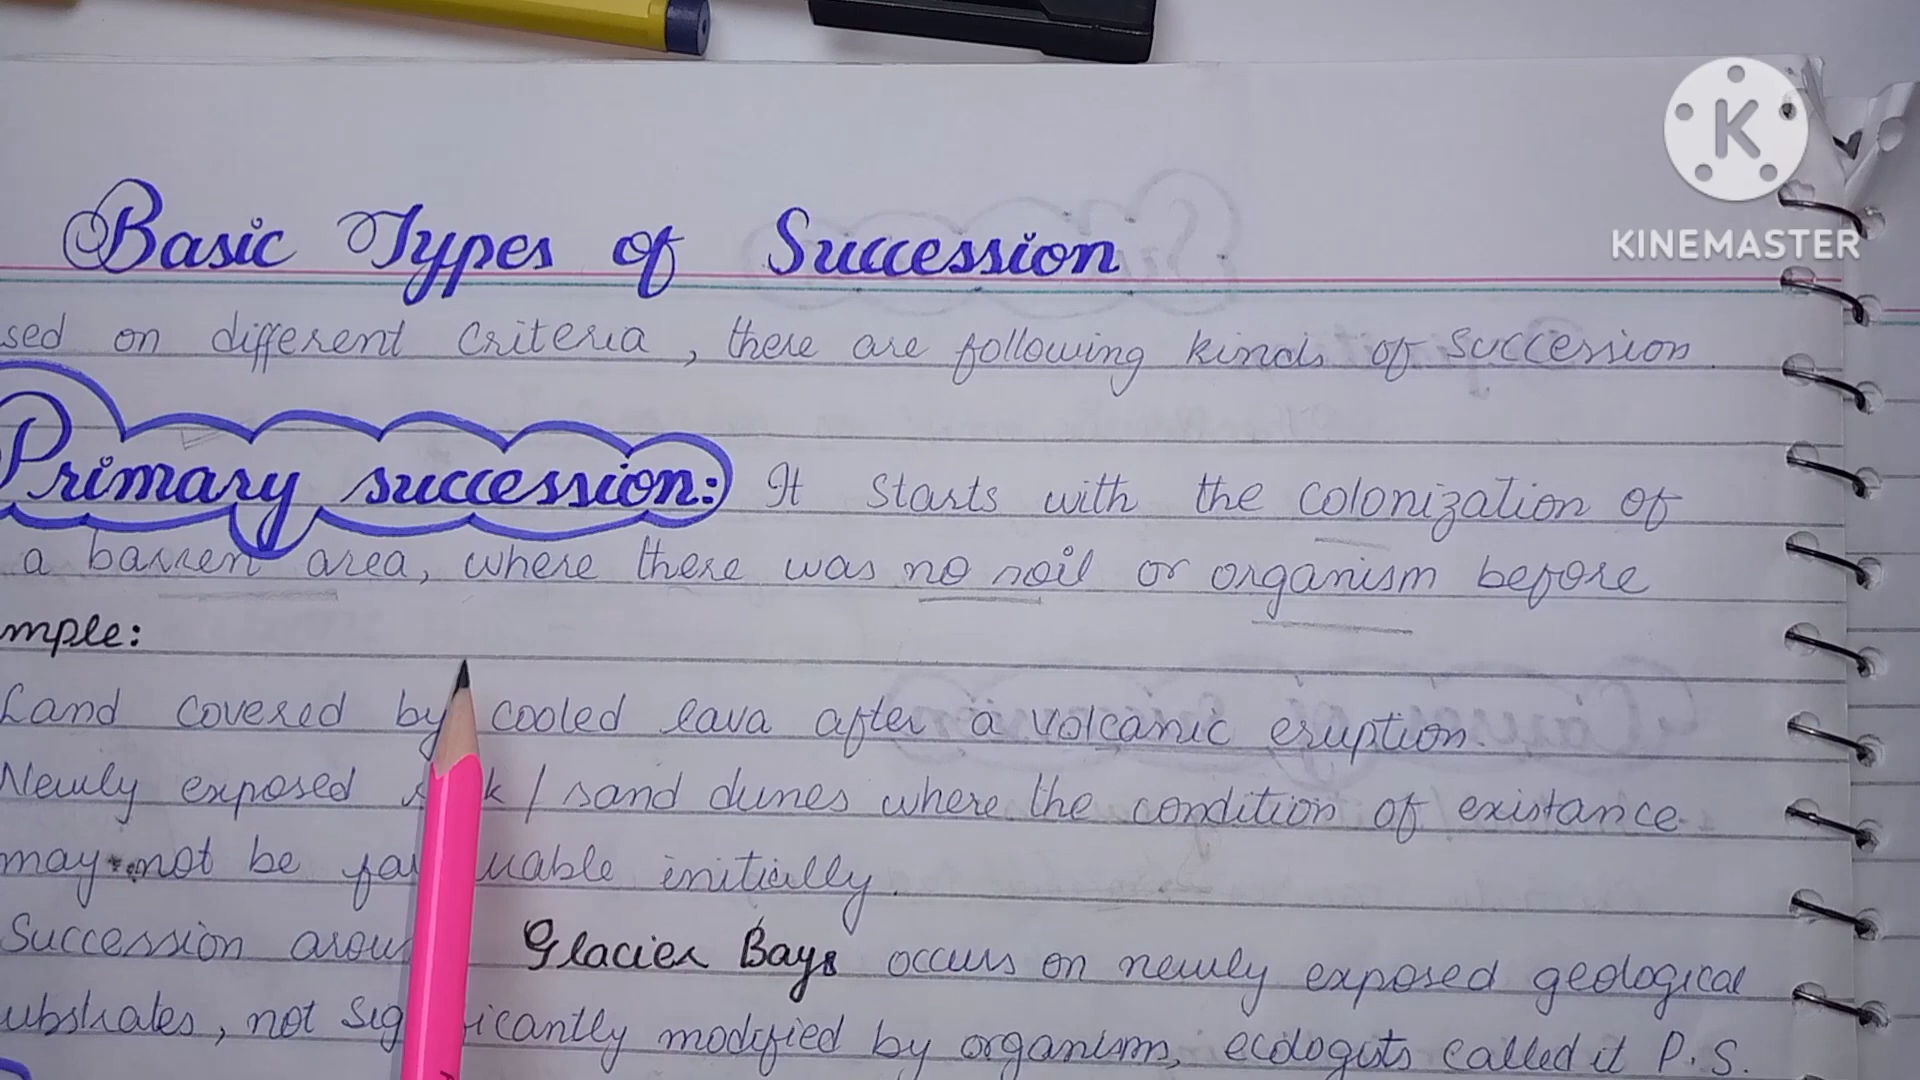 KINEMASTER
Basic Types of Succession
sed on different criteria, there are following kinds of succession
Primary succession: It starts with the colonization of
a barren area, where there was no soil or organism before
mple:
Land covered by cooled lava after a volcanic eruption.
Newly exposed k / sand dunes where the condition of existance
may not be fa uable initially.
Succession arou Glacier Bay, occurs on newly exposed geological
ubstrates, not sig icantly modified by organism, ecologists called it P.S.